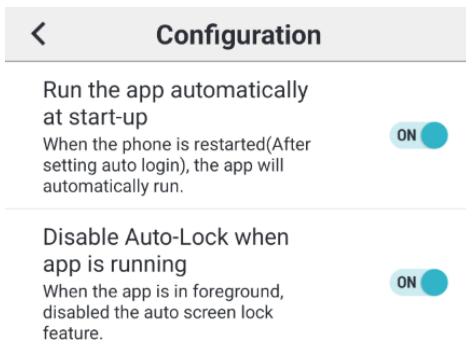 Configuration
Run the app automatically
at start-up
When the phone is restarted(After
setting auto login), the app will
automatically run.
ON
Disable Auto-Lock when
app is running
When the app is in foreground,
disabled the auto screen lock
feature.
ON